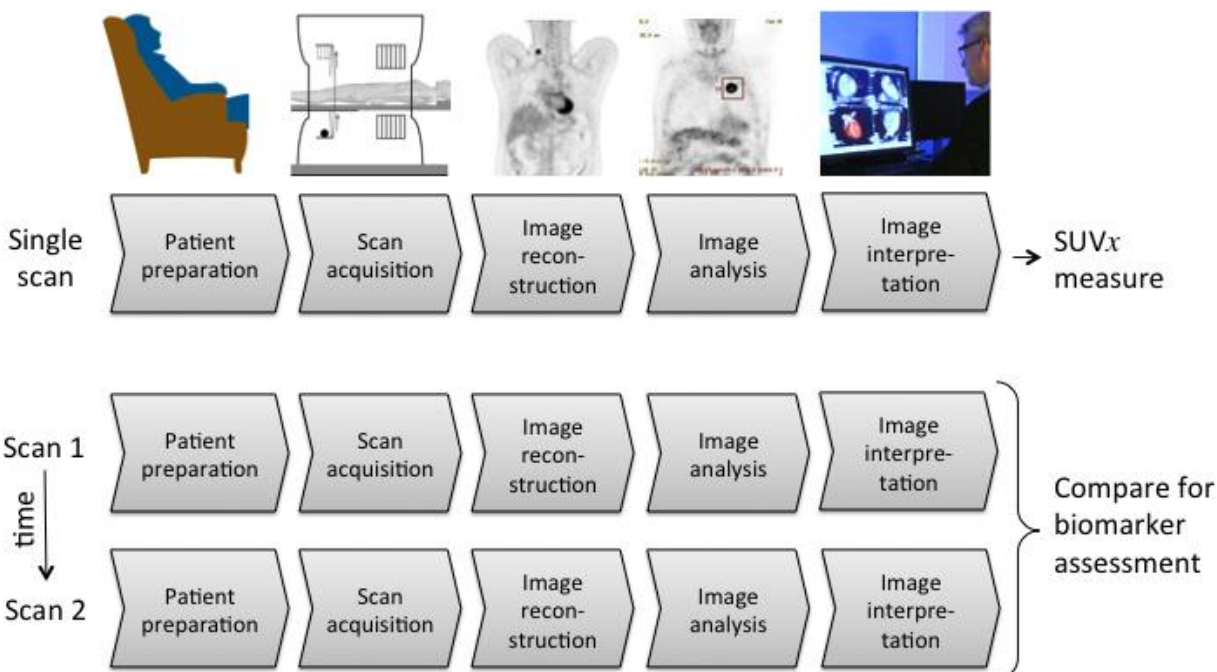 Single
scan
Patient
preparation
Scan
acquisition
Image
recon-
struction
Image
analysis
Image
interpre-
tation
SUVx
measure
Scan 1
Patient
preparation
Scan
acquisition
Image
recon-
struction
Image
analysis
Image
interpre-
tation
time
Compare for
biomarker
assessment
Scan 2
Patient
preparation
Scan
acquisition
Image
recon-
struction
Image
analysis
Image
interpre-
tation